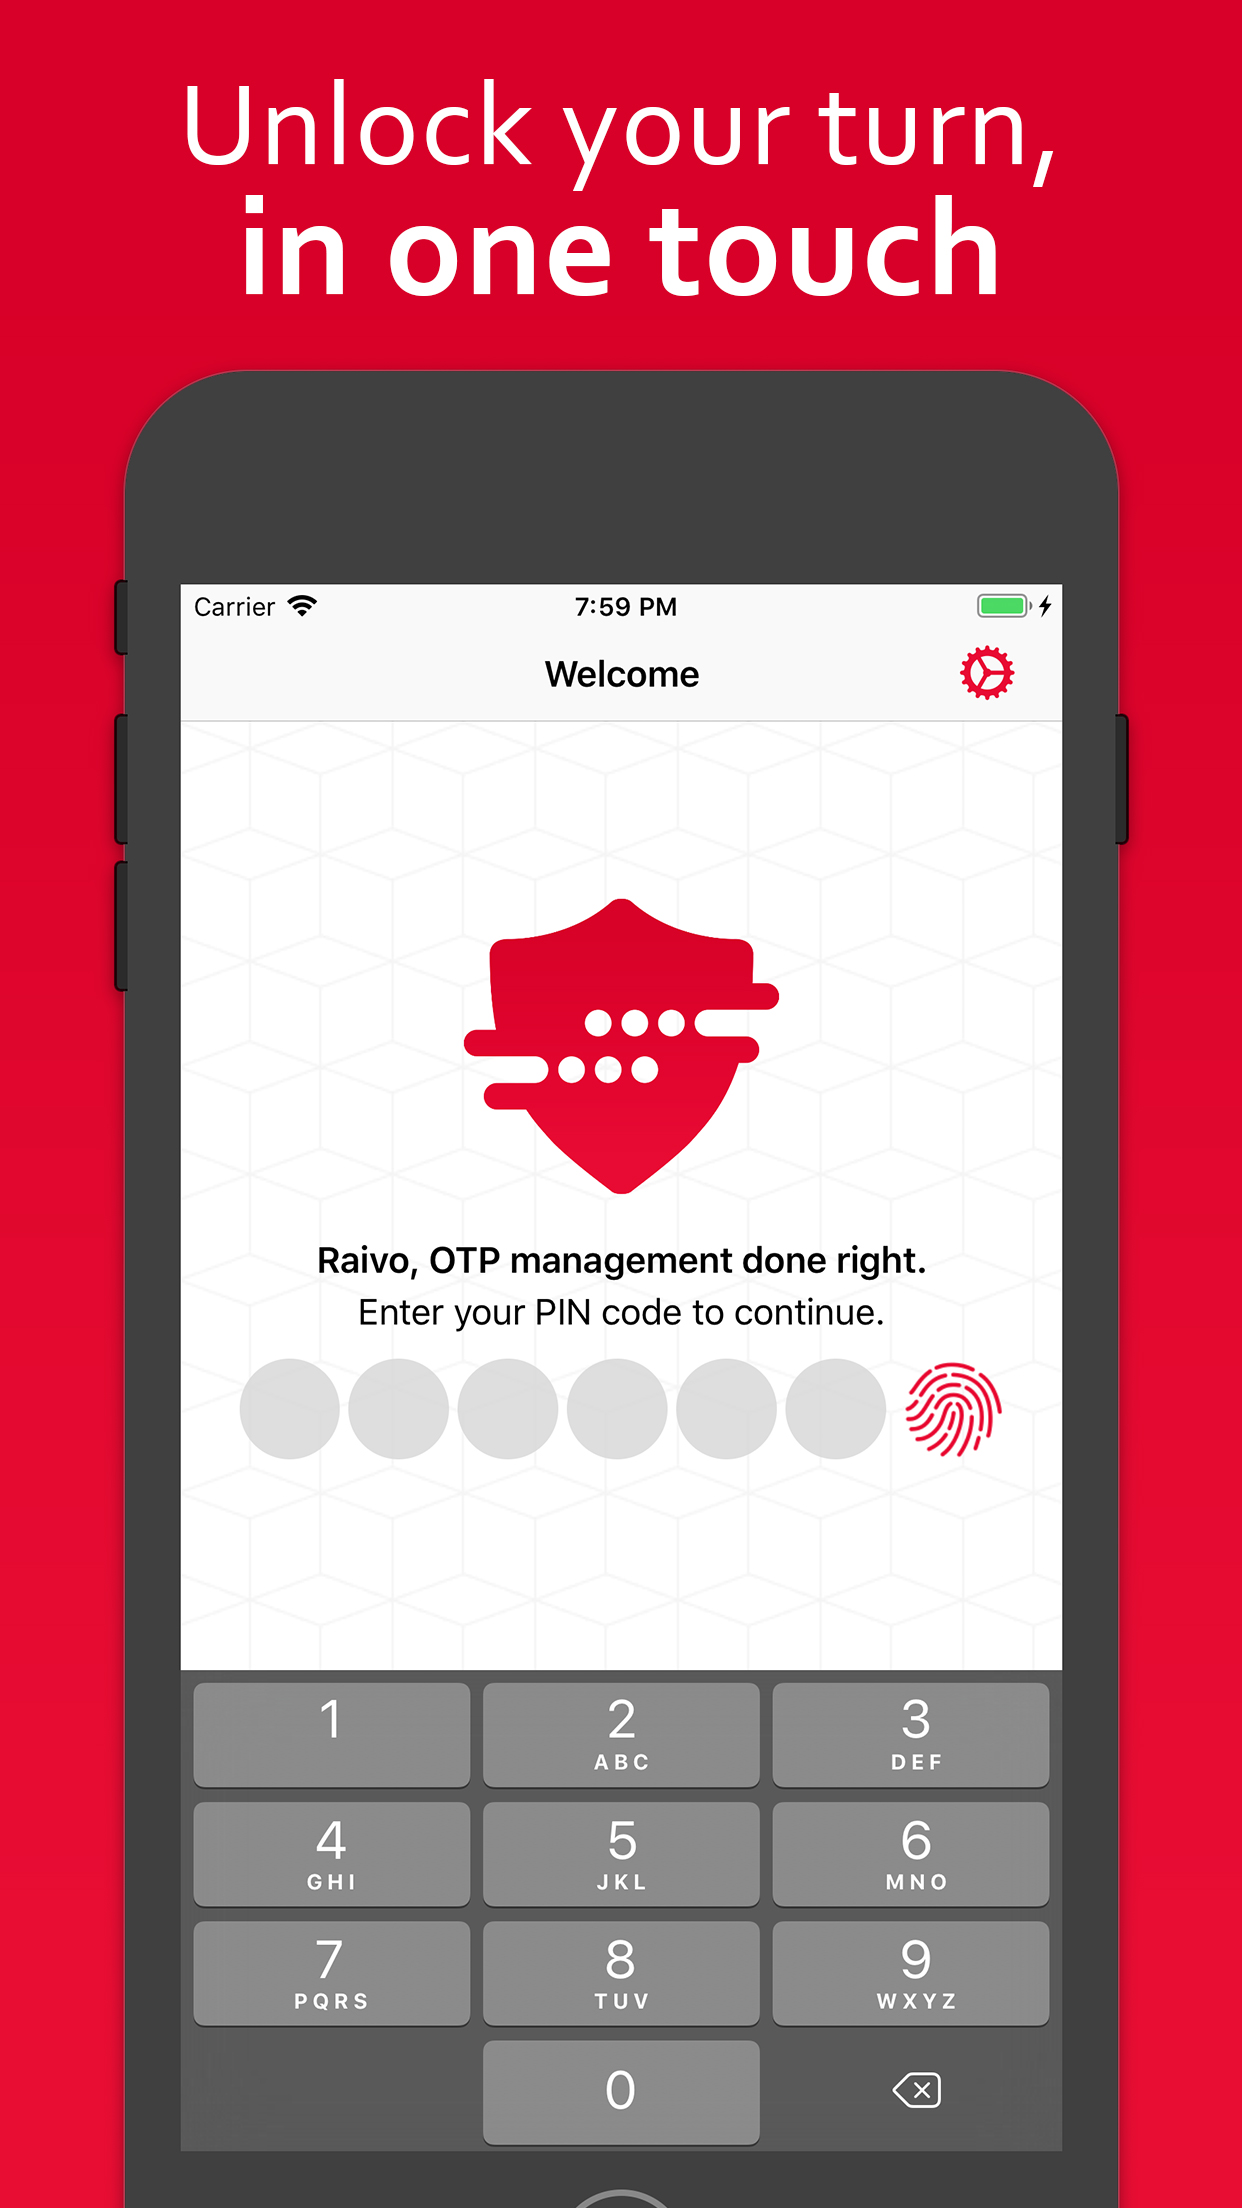 Unlock your turn,
in one touch
Carrier 7:59 PM
Welcome
Raivo, OTP management done right.
Enter your PIN code to continue.
1 2 3
ABC DEF
4 5 6
GHI JKL MNO
7 8 9
PQRS TUV WXYZ
0